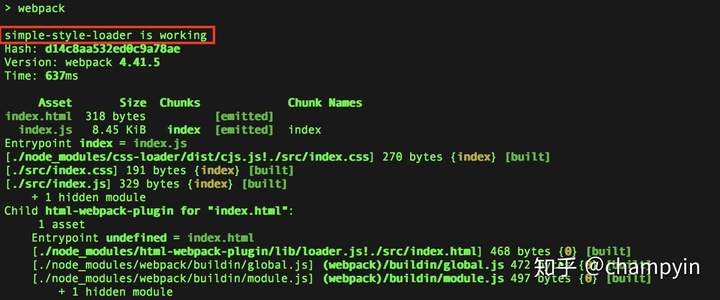 > webpack
simple-style-loader is working
Hash: d14c8aa532ed0c9a78ae
Version: webpack 4.41.5
Time: 637ms
Asset Size Chunks Chunk Names
index.html 318 bytes [emitted]
index.js 8.45 KiB index [emitted] index
Entrypoint index = index.js
[./node_modules/css-loader/dist/cjs.js!./src/index.css] 270 bytes {index} [built]
[./src/index.css] 191 bytes {index} [built]
[./src/index.js] 329 bytes {index} [built]
+ 1 hidden module
Child html-webpack-plugin for "index.html":
1 asset
Entrypoint undefined = index.html
[./node_modules/html-webpack-plugin/lib/loader.js!./src/index.html] 468 bytes {0} [built]
[./node_modules/webpack/buildin/global.js] (webpack)/buildin/global.js 472 bytes {0} [built]
[./node_modules/webpack/buildin/module.js] (webpack)/buildin/module.js 497 bytes {0} [built]
+ 1 hidden module
知乎 @champyin